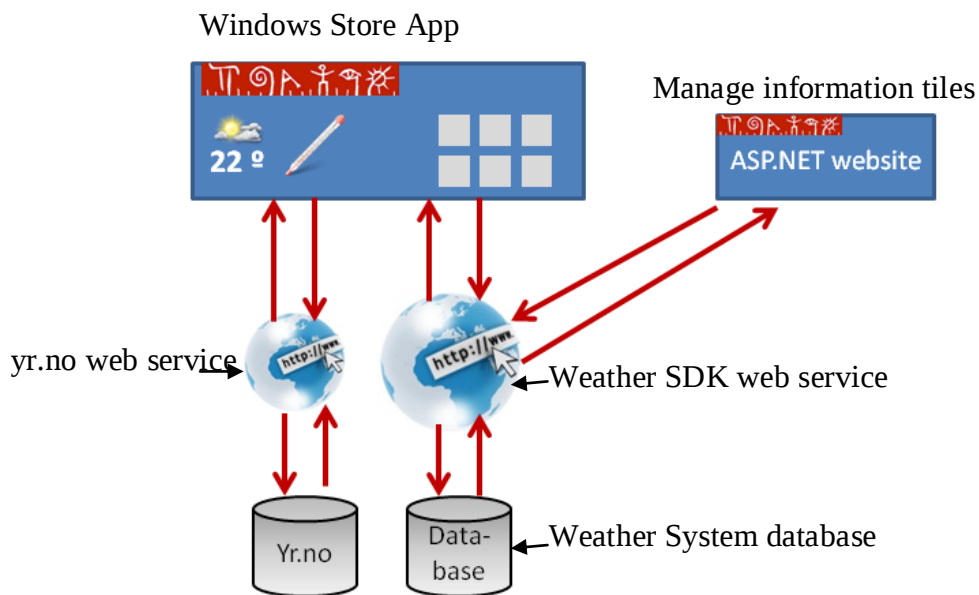 Windows Store App
Manage information tiles
22 º
ASP.NET website
http://www.
http://www.
yr.no web service
Weather SDK web service
Yr.no
Data-
base
Weather System database